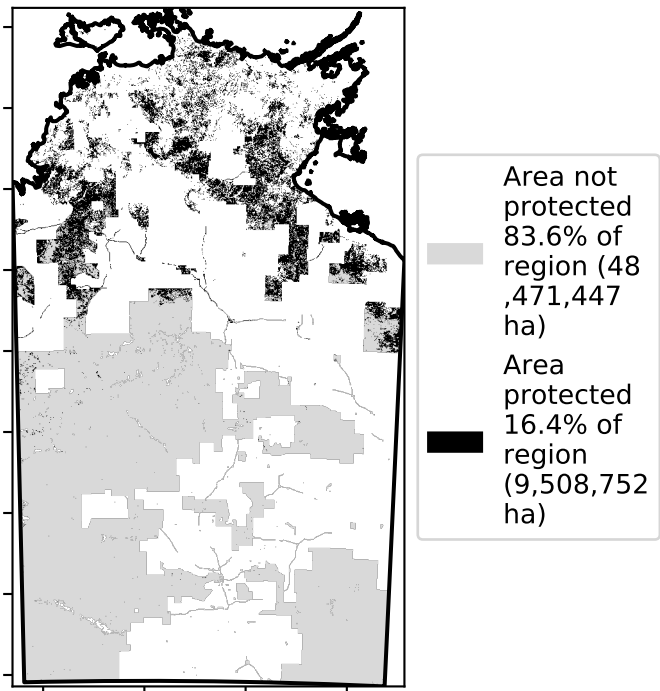 Area not
protected
83.6% of
region (48
,471,447
ha)
Area
protected
16.4% of
region
(9,508,752
ha)